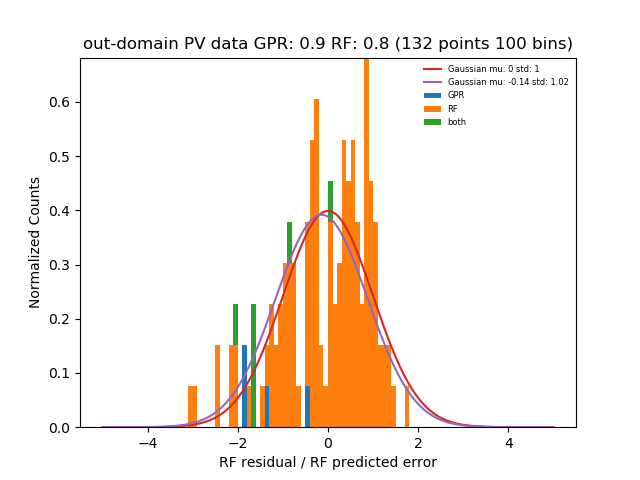 out-domain PV data GPR: 0.9 RF: 0.8 (132 points 100 bins)
Gaussian mu: 0 std: 1
Gaussian mu: -0.14 std: 1.02
GPR
RF
both
Normalized Counts
0.6
0.5
0.4
0.3
0.2
0.1
0.0
−4 −2 0 2 4
RF residual / RF predicted error